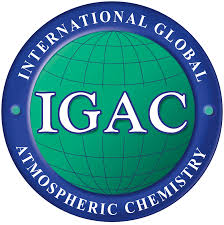 INTERNATIONAL GLOBAL
IGAC
ATMOSPHERIC CHEMISTRY